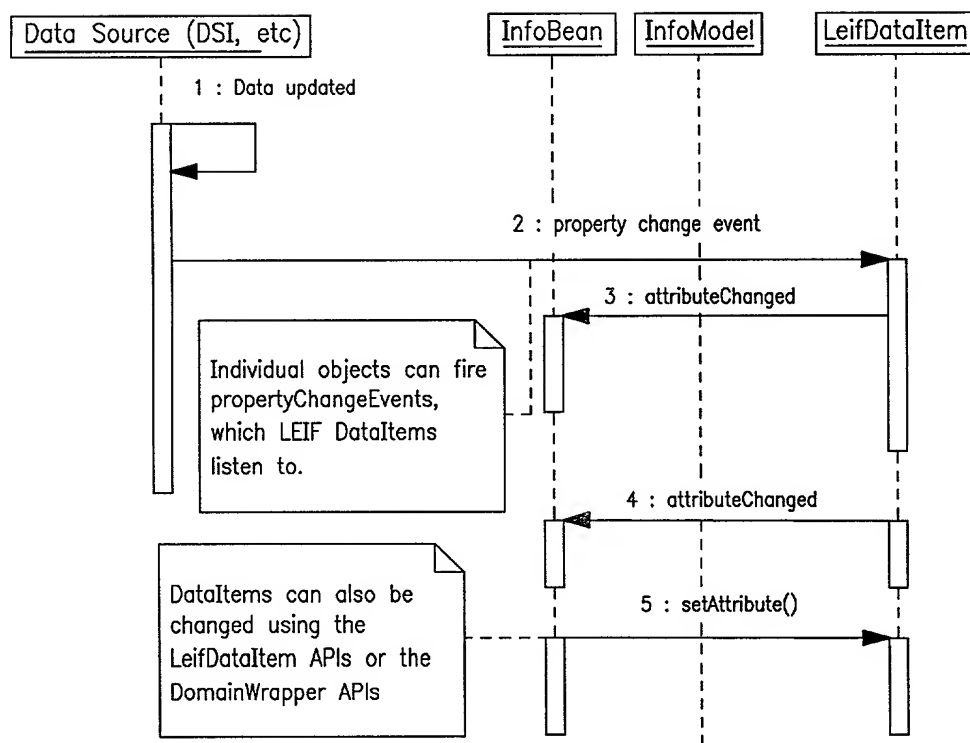 Data Source (DSI, etc)
InfoBean
InfoModel
LeifDataItem
1 : Data updated
2 : property change event
3 : attributeChanged
Individual objects can fire
propertyChangeEvents,
which LEIF DataItems
listen to.
4 : attributeChanged
DataItems can also be
changed using the
LeifDataItem APIs or the
DomainWrapper APIs
5 : setAttribute()